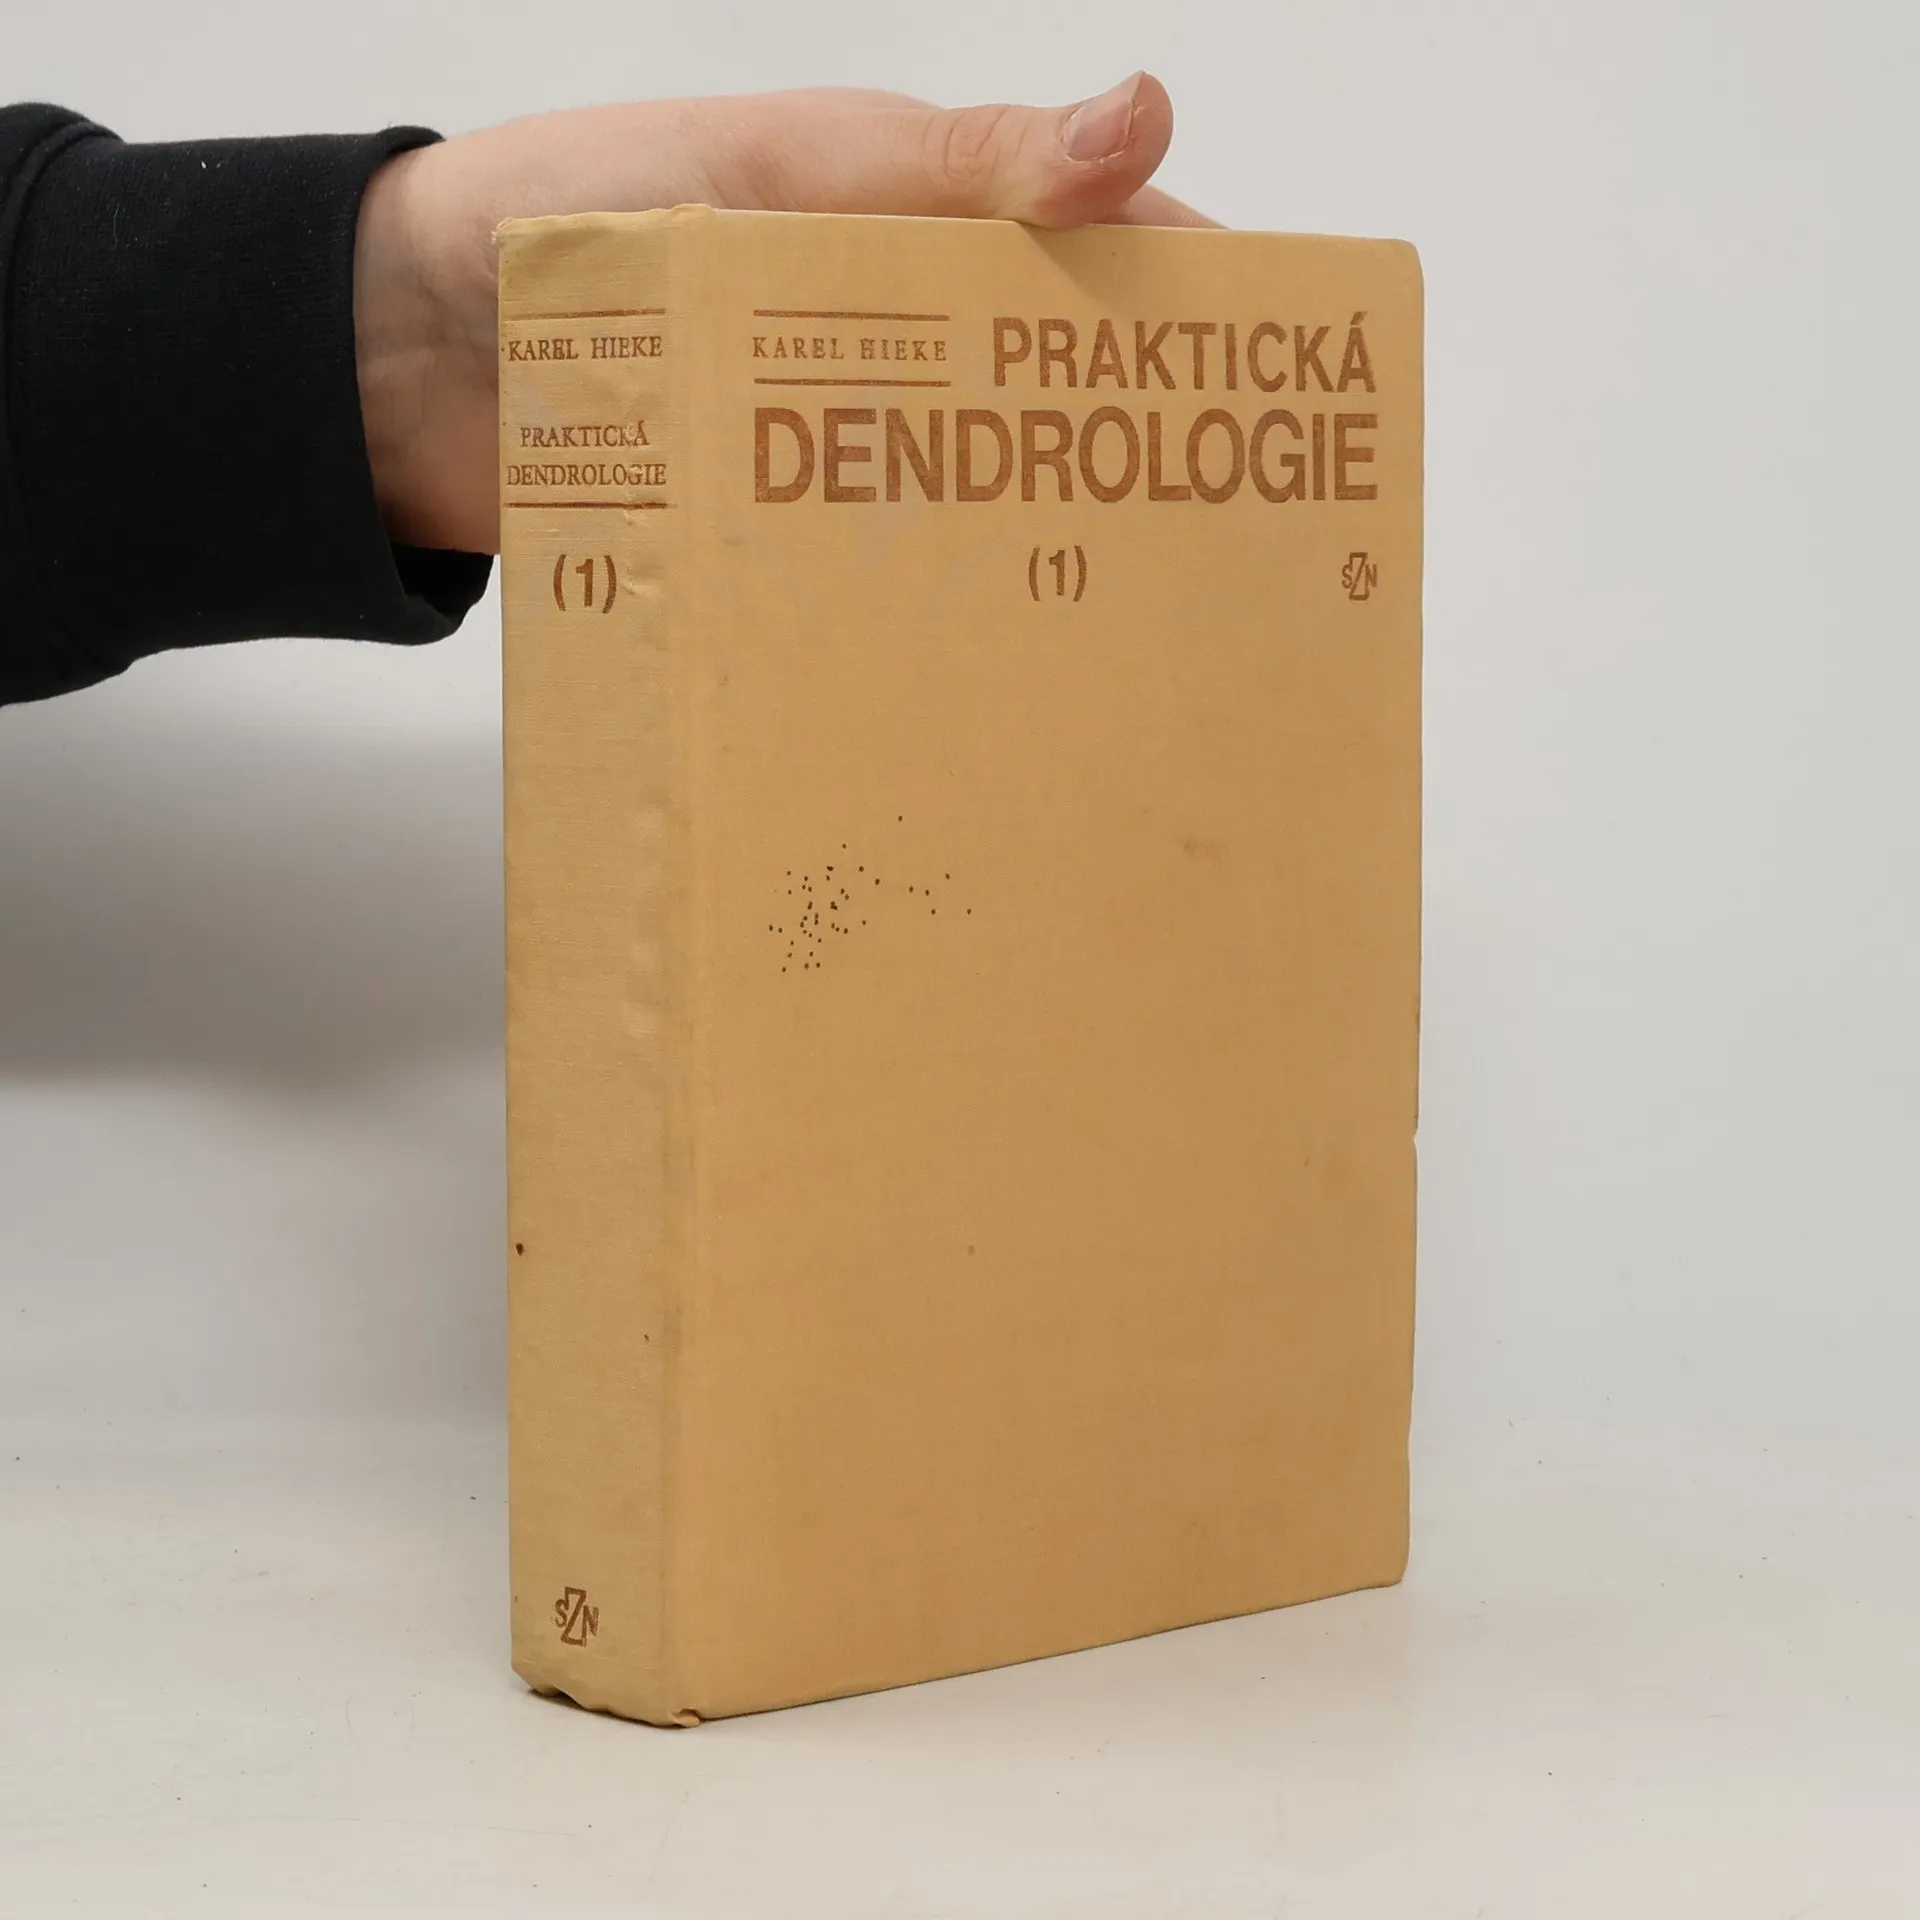 KAREL HIEKE
PRAKTICKÁ
DENDROLOGIE
(1)
SZN
KAREL HIEKE
PRAKTICKÁ
DENDROLOGIE
(1)
SZN